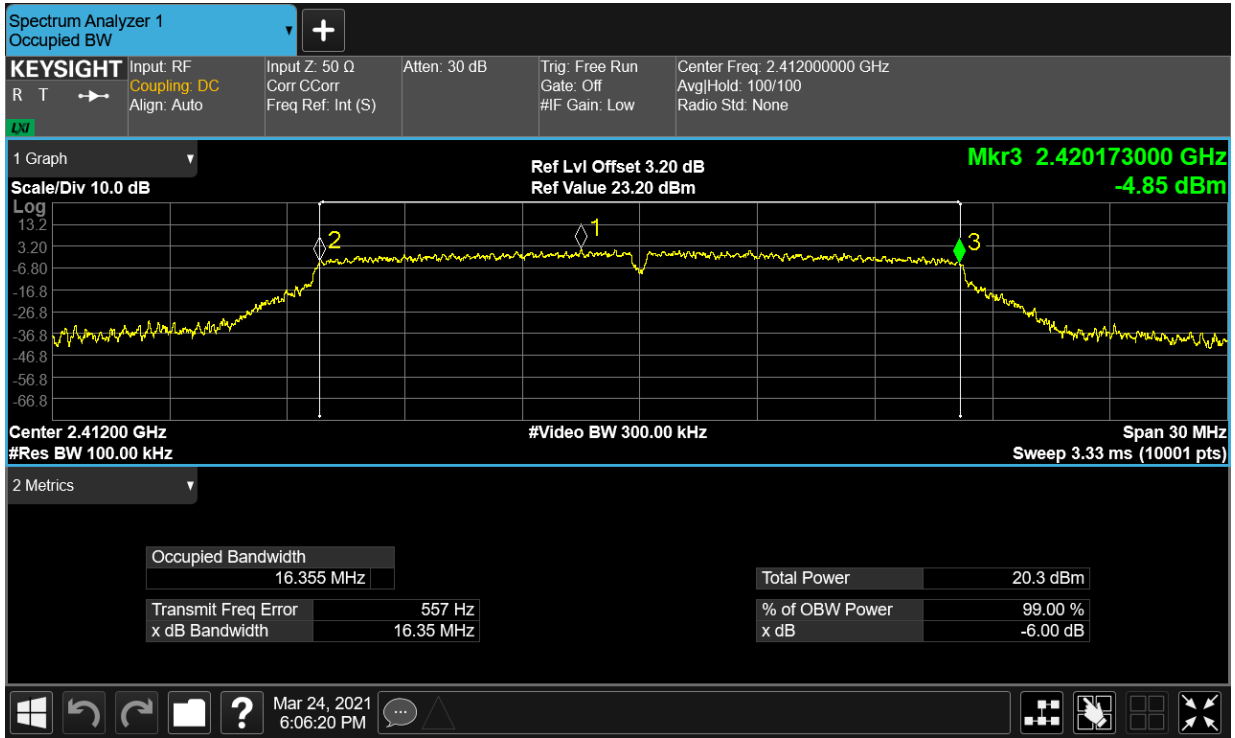 Spectrum Analyzer 1
Occupied BW
KEYSIGHT
R T
LXI
Input: RF
Coupling: DC
Align: Auto
Input Z: 50 Ω
Corr CCorr
Freq Ref: Int (S)
Atten: 30 dB
Trig: Free Run
Gate: Off
#IF Gain: Low
Center Freq: 2.412000000 GHz
Avg|Hold: 100/100
Radio Std: None
1 Graph
Scale/Div 10.0 dB
Ref Lvl Offset 3.20 dB
Ref Value 23.20 dBm
Mkr3 2.420173000 GHz
-4.85 dBm
Log
13.2
3.20
-6.80
-16.8
-26.8
-36.8
-46.8
-56.8
-66.8
2
1
3
Center 2.41200 GHz
#Video BW 300.00 kHz
Span 30 MHz
#Res BW 100.00 kHz
Sweep 3.33 ms (10001 pts)
2 Metrics
Occupied Bandwidth
16.355 MHz
Transmit Freq Error 557 Hz
x dB Bandwidth 16.35 MHz
Total Power 20.3 dBm
% of OBW Power 99.00 %
x dB -6.00 dB
?
Mar 24, 2021
6:06:20 PM